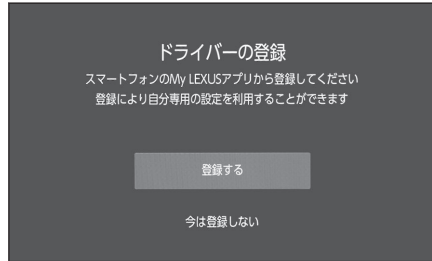 ドライバーの登録
スマートフォンのMy LEXUSアプリから登録してください
登録により自分専用の設定を利用することができます
登録する
今は登録しない